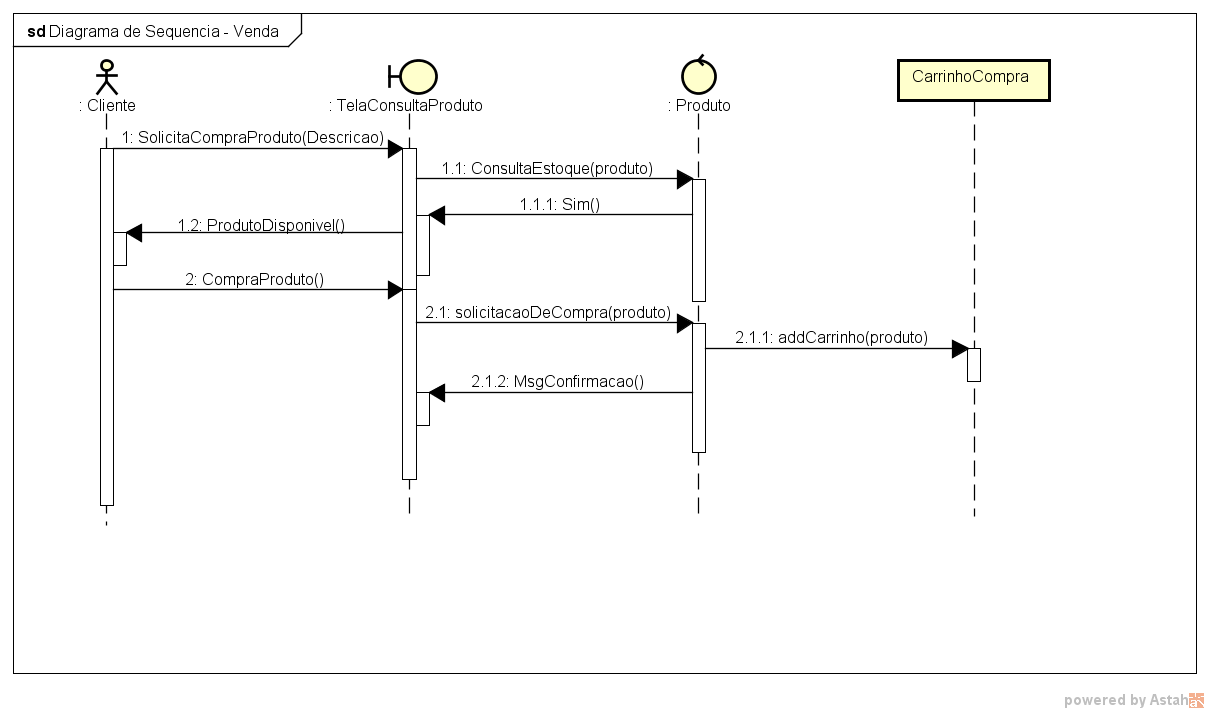 sd Diagrama de Sequencia - Venda
: Cliente
: TelaConsultaProduto
: Produto
CarrinhoCompra
1: SolicitaCompraProduto(Descricao)
1.1: ConsultaEstoque(produto)
1.1.1: Sim()
1.2: ProdutoDisponivel()
2: CompraProduto()
2.1: solicitacaoDeCompra(produto)
2.1.1: addCarrinho(produto)
2.1.2: MsgConfirmacao()
powered by Astah